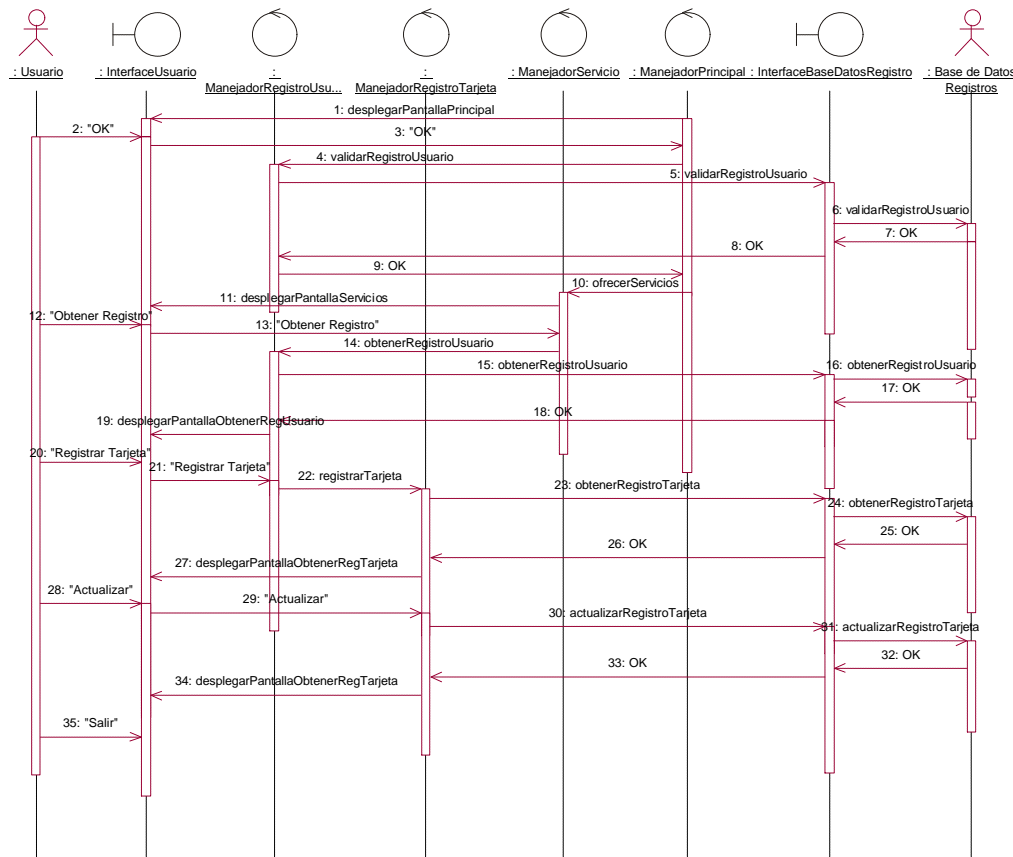 : Usuario
: InterfaceUsuario
:
ManejadorRegistroUsu...
:
ManejadorRegistroTarjeta
: ManejadorServicio
: ManejadorPrincipal
: InterfaceBaseDatosRegistro
: Base de Datos
Registros
1: desplegarPantallaPrincipal
2: "OK"
3: "OK"
4: validarRegistroUsuario
5: validarRegistroUsuario
6: validarRegistroUsuario
7: OK
8: OK
9: OK
10: ofrecerServicios
11: desplegarPantallaServicios
12: "Obtener Registro"
13: "Obtener Registro"
14: obtenerRegistroUsuario
15: obtenerRegistroUsuario
16: obtenerRegistroUsuario
17: OK
18: OK
19: desplegarPantallaObtenerRegUsuario
20: "Registrar Tarjeta"
21: "Registrar Tarjeta"
22: registrarTarjeta
23: obtenerRegistroTarjeta
24: obtenerRegistroTarjeta
25: OK
26: OK
27: desplegarPantallaObtenerRegTarjeta
28: "Actualizar"
29: "Actualizar"
30: actualizarRegistroTarjeta
31: actualizarRegistroTarjeta
32: OK
33: OK
34: desplegarPantallaObtenerRegTarjeta
35: "Salir"